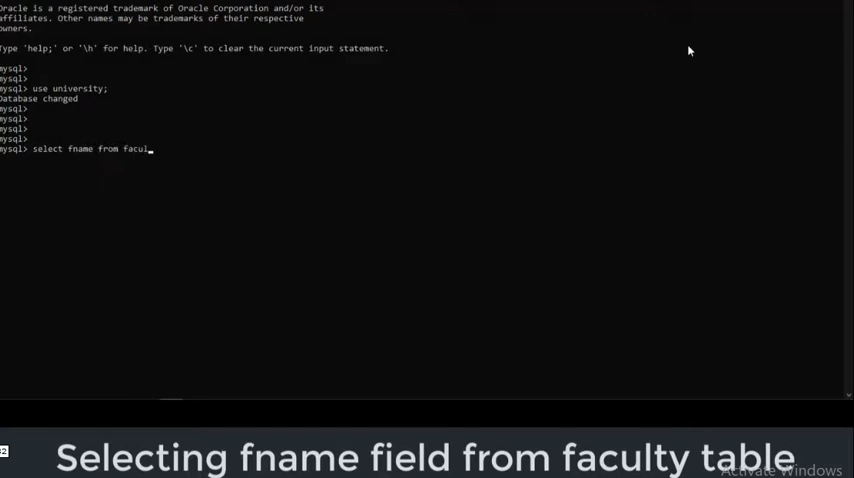 Oracle is a registered trademark of Oracle Corporation and/or its
affiliates. Other names may be trademarks of their respective
owners.
Type 'help;' or '\h' for help. Type '\c' to clear the current input statement.
mysql>
mysql>
mysql> use university;
Database changed
mysql>
mysql>
mysql>
mysql>
mysql> select fname from facul_
Selecting fname field from faculty table
Activate Windows